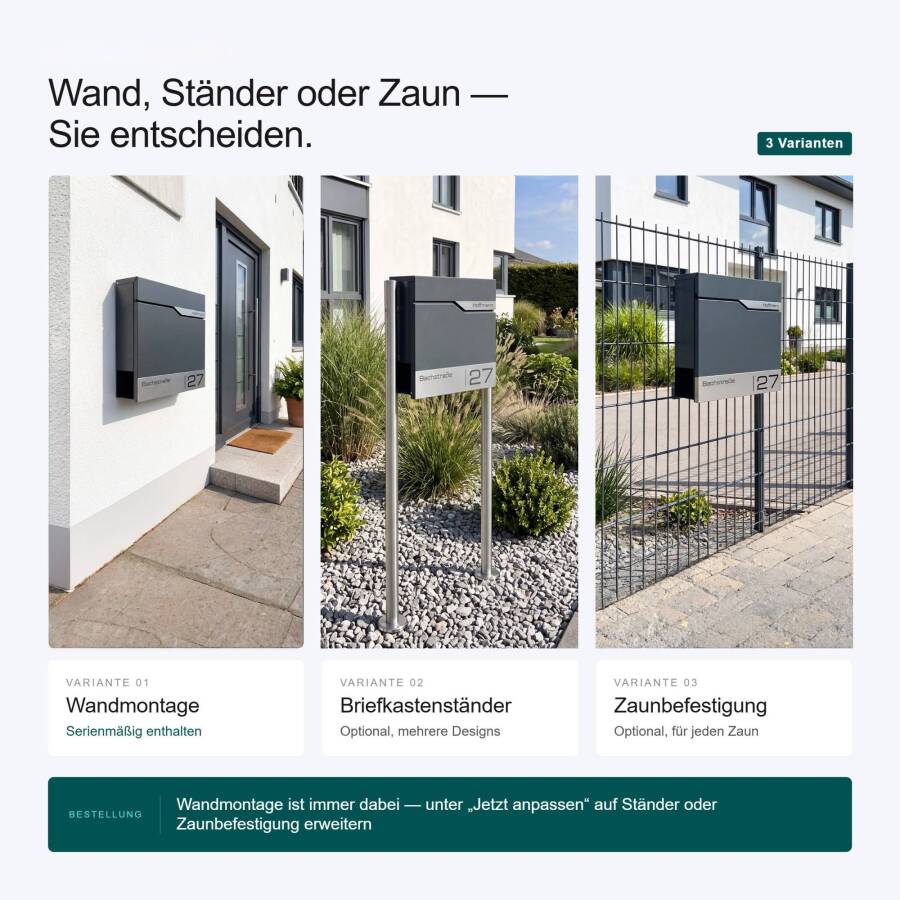 Wand, Ständer oder Zaun —
Sie entscheiden.
3 Varianten
Bachstraße
27
Hoffmann
Bachstraße
27
Hoffmann
Bachstraße
27
VARIANTE 01
Wandmontage
Serienmäßig enthalten
VARIANTE 02
Briefkastenständer
Optional, mehrere Designs
VARIANTE 03
Zaunbefestigung
Optional, für jeden Zaun
BESTELLUNG
Wandmontage ist immer dabei — unter „Jetzt anpassen“ auf Ständer oder
Zaunbefestigung erweitern